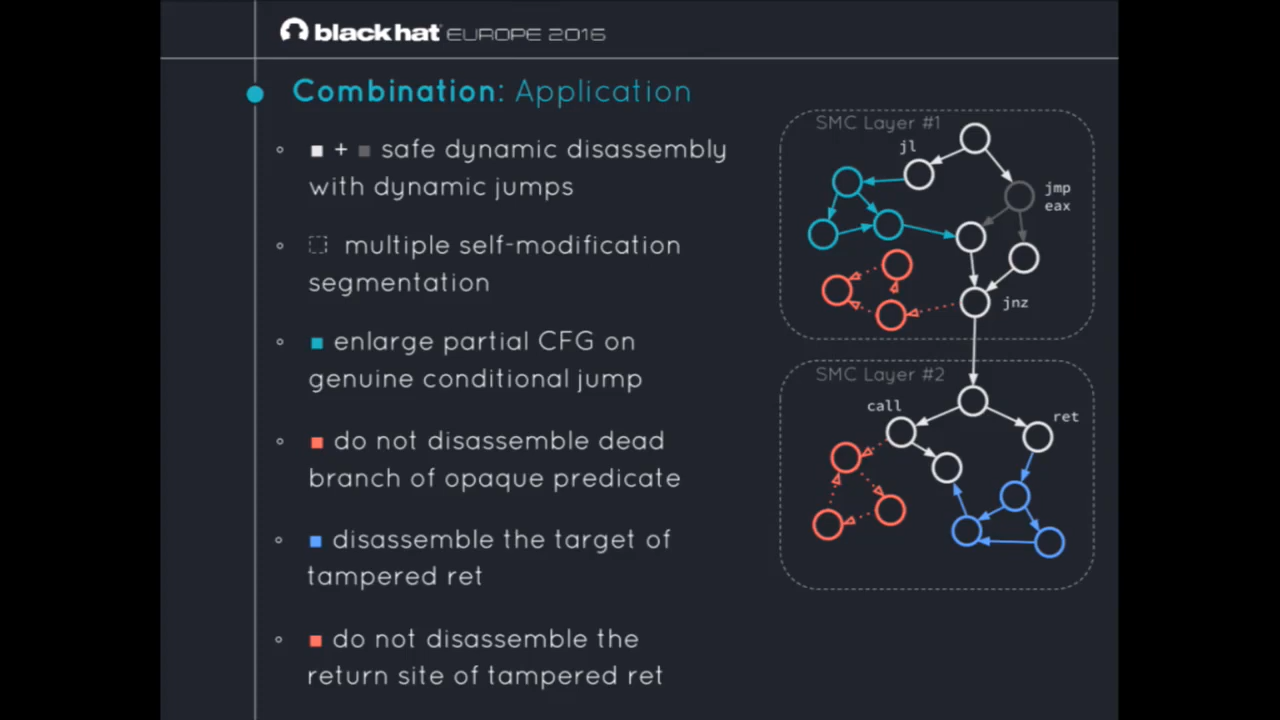 black hat EUROPE 2016
Combination: Application
+ safe dynamic disassembly
with dynamic jumps
multiple self-modification
segmentation
enlarge partial CFG on
genuine conditional jump
do not disassemble dead
branch of opaque predicate
disassemble the target of
tampered ret
do not disassemble the
return site of tampered ret
SMC Layer #1
jl
jmp
eax
jnz
SMC Layer #2
call
ret